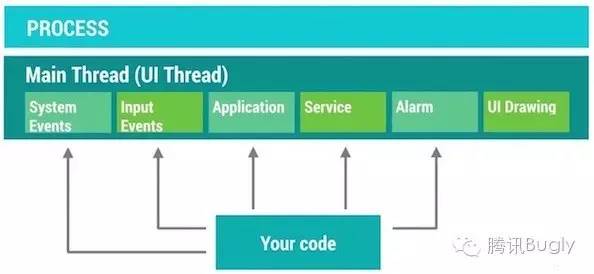 PROCESS
Main Thread (UI Thread)
System
Events
Input
Events
Application
Service
Alarm
UI Drawing
Your code
腾讯Bugly